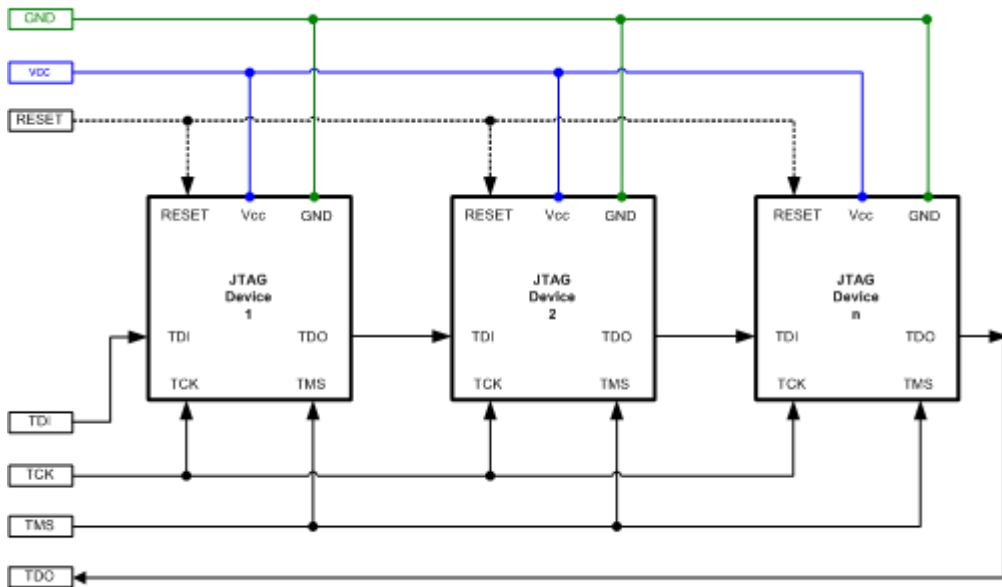 GND
vcc
RESET
RESET Vcc GND
RESET Vcc GND
RESET Vcc GND
JTAG
Device
1
JTAG
Device
2
JTAG
Device
n
TDI TDO
TDI TDO
TDI TDO
TCK TMS
TCK TMS
TCK TMS
TDI
TCK
TMS
TDO